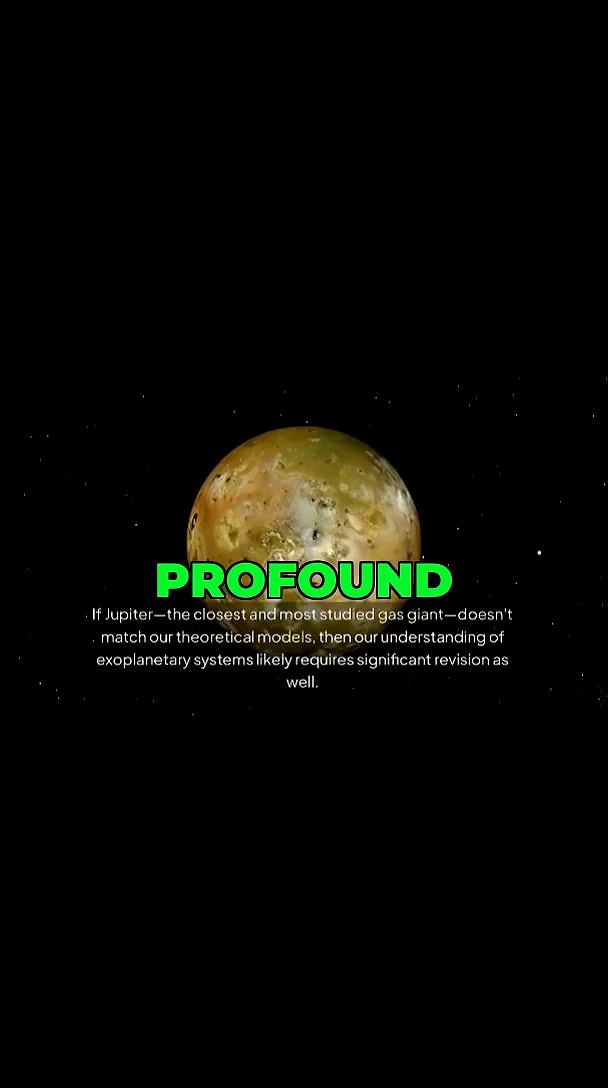 PROFOUND
If Jupiter—the closest and most studied gas giant—doesn't
match our theoretical models, then our understanding of
exoplanetary systems likely requires significant revision as
well.